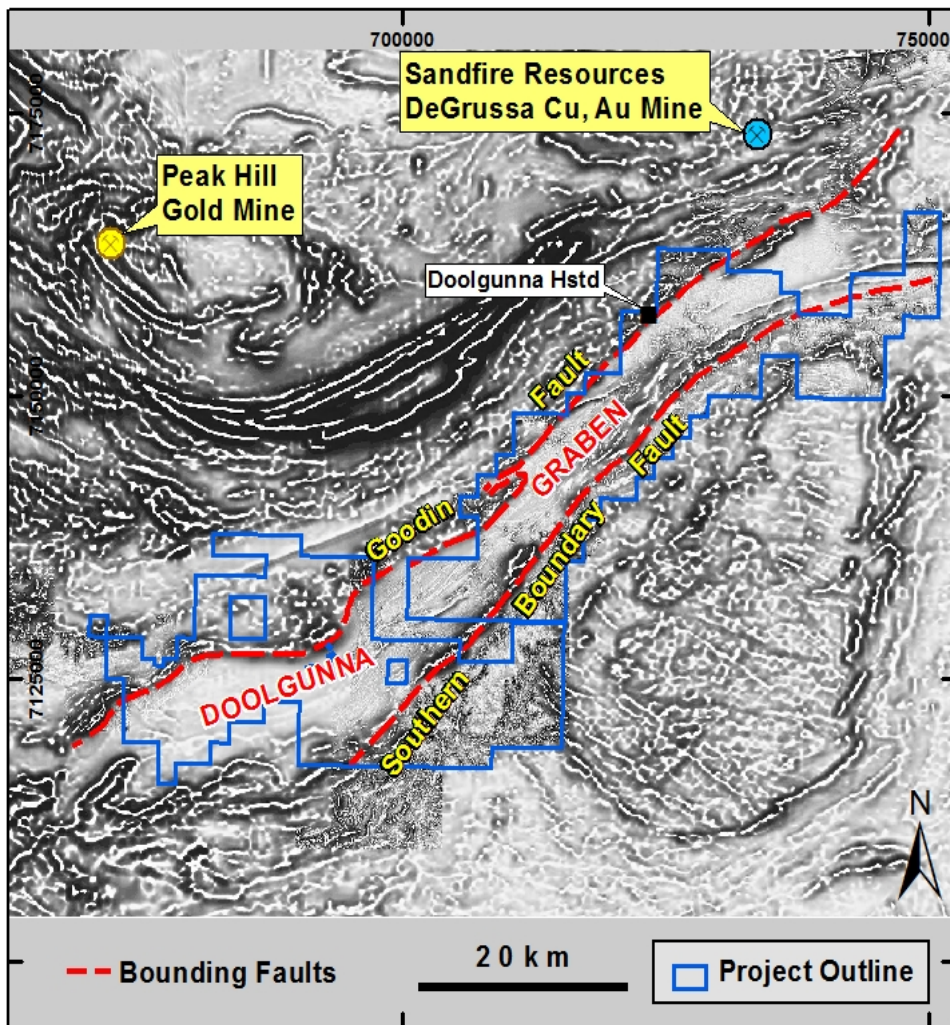 700000
75000
7175000
Sandfire Resources
DeGrussa Cu, Au Mine
Peak Hill
Gold Mine
Doolgunna Hstd
7150000
Fault
GRABEN
Fault
Goodin
Boundary
DOOLGUNNA
7125000
Southern
N
Bounding Faults
20 km
Project Outline